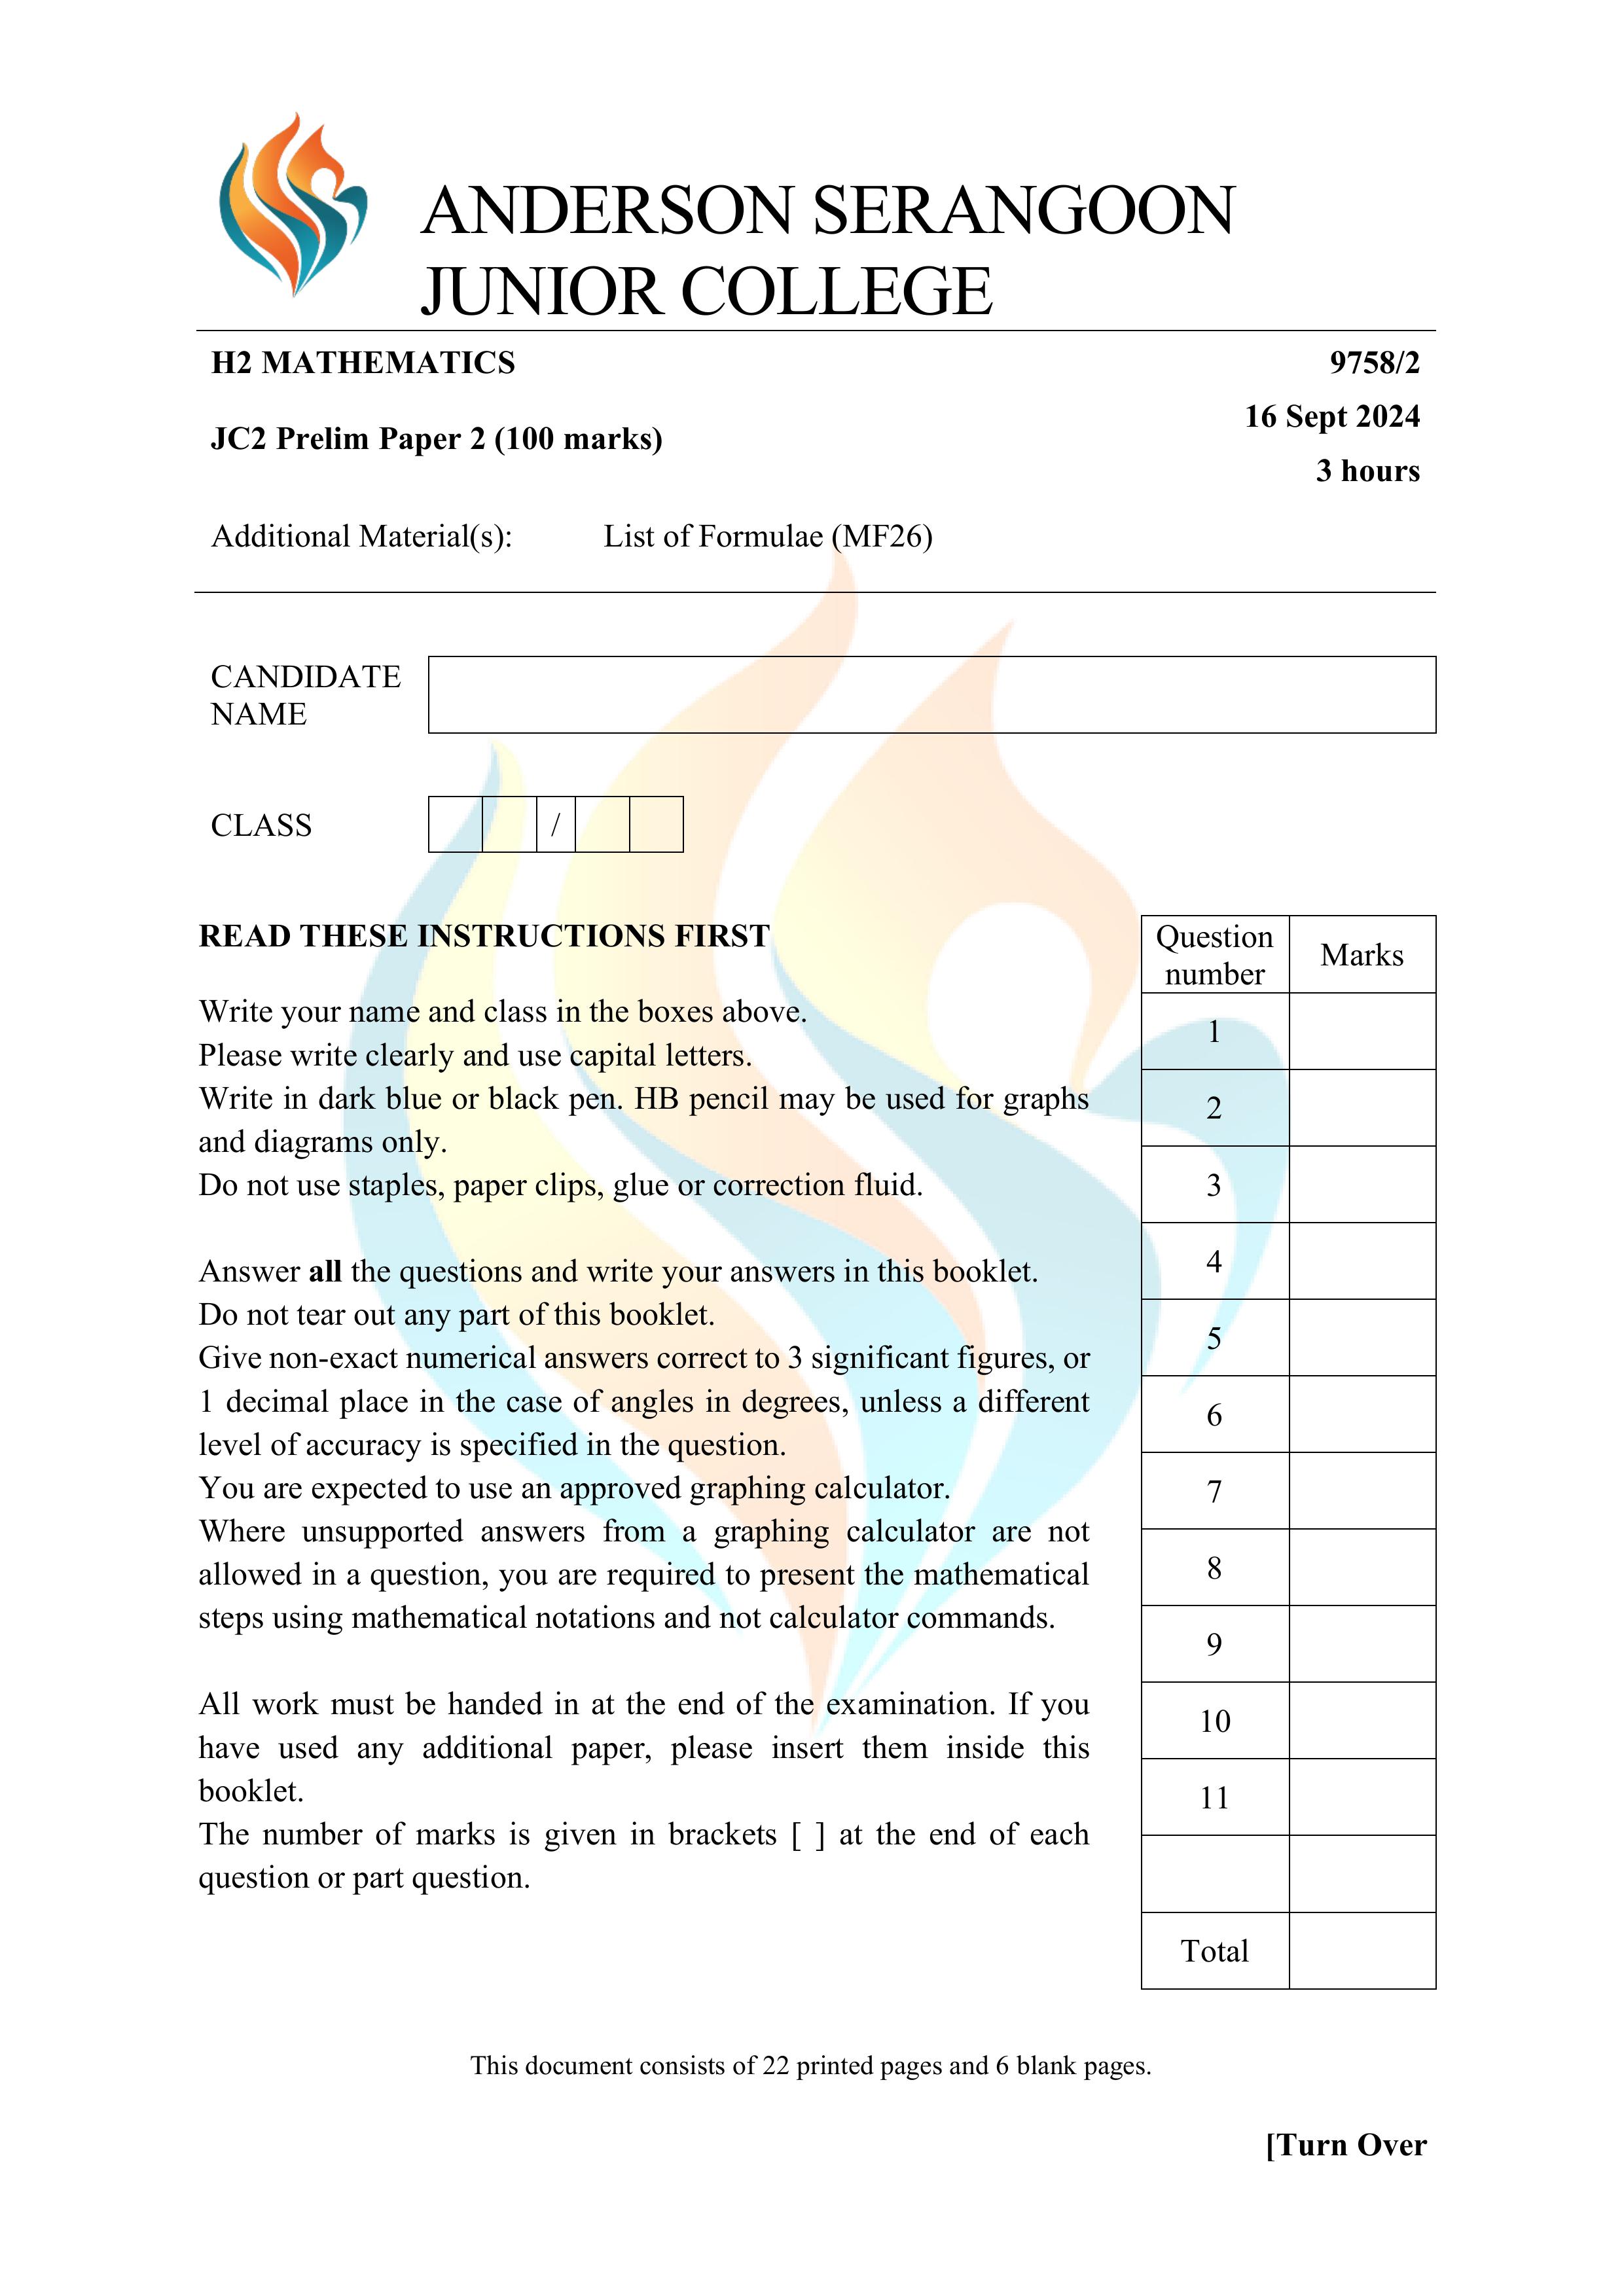 ANDERSON SERANGOON
JUNIOR COLLEGE
H2 MATHEMATICS
9758/2
JC2 Prelim Paper 2 (100 marks)
16 Sept 2024
3 hours
Additional Material(s): List of Formulae (MF26)
CANDIDATE
NAME
CLASS
/
READ THESE INSTRUCTIONS FIRST
Write your name and class in the boxes above.
Please write clearly and use capital letters.
Write in dark blue or black pen. HB pencil may be used for graphs
and diagrams only.
Do not use staples, paper clips, glue or correction fluid.
Answer all the questions and write your answers in this booklet.
Do not tear out any part of this booklet.
Give non-exact numerical answers correct to 3 significant figures, or
1 decimal place in the case of angles in degrees, unless a different
level of accuracy is specified in the question.
You are expected to use an approved graphing calculator.
Where unsupported answers from a graphing calculator are not
allowed in a question, you are required to present the mathematical
steps using mathematical notations and not calculator commands.
All work must be handed in at the end of the examination. If you
have used any additional paper, please insert them inside this
booklet.
The number of marks is given in brackets [ ] at the end of each
question or part question.
Question
number
Marks
1
2
3
4
5
6
7
8
9
10
11
Total
This document consists of 22 printed pages and 6 blank pages.
[Turn Over